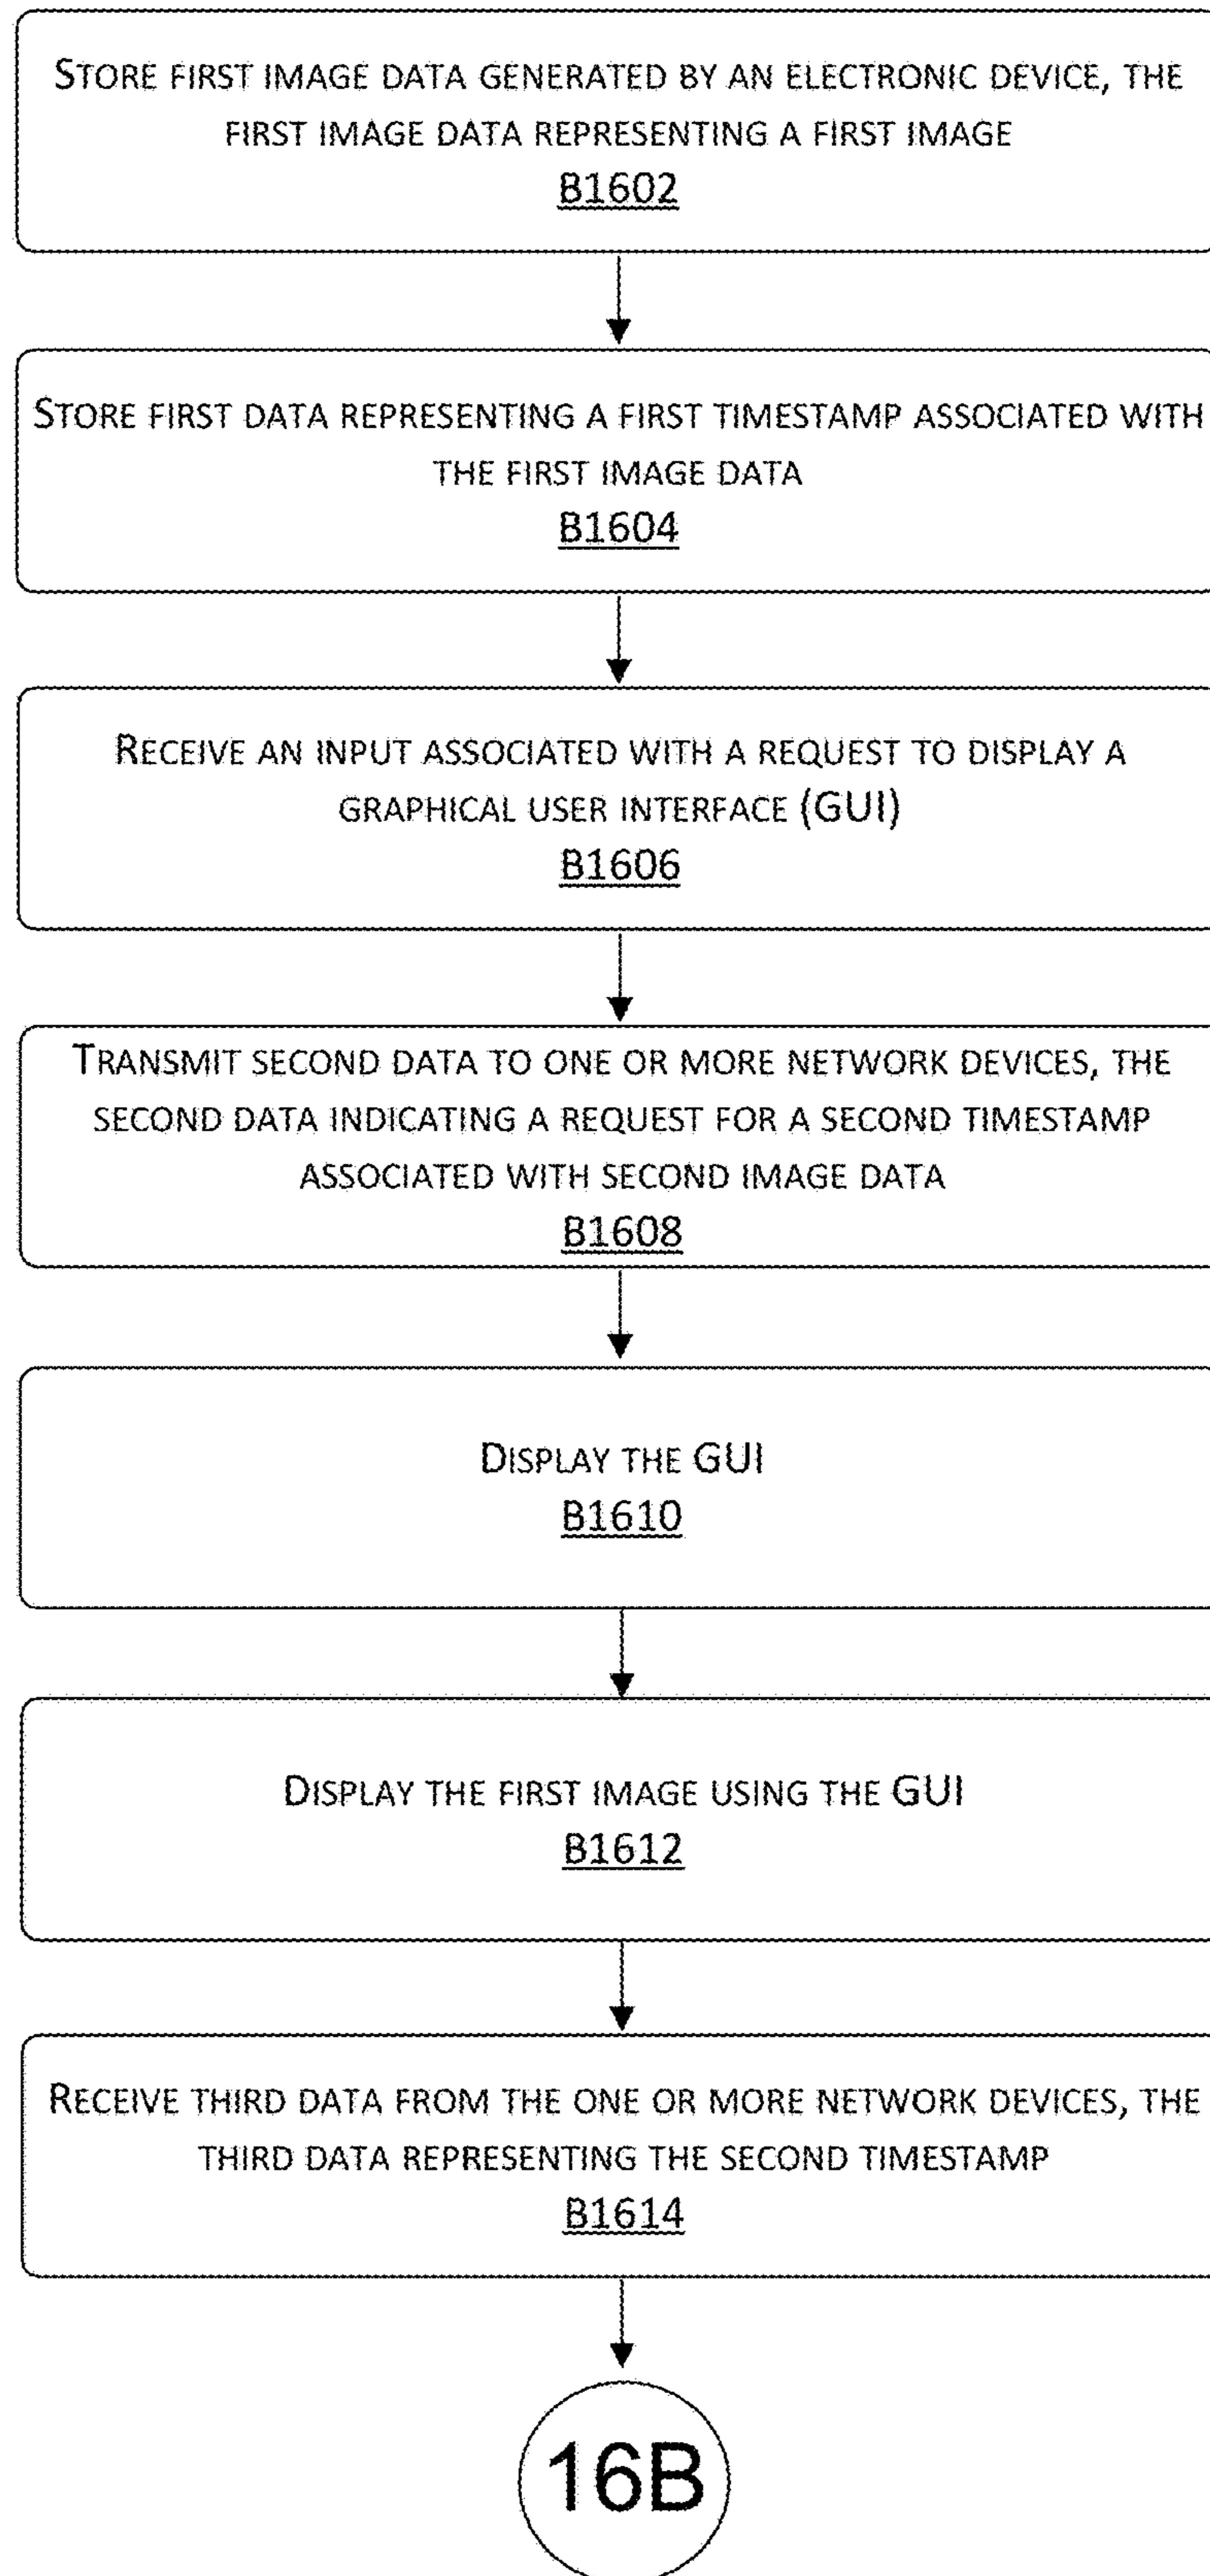 STORE FIRST IMAGE DATA GENERATED BY AN ELECTRONIC DEVICE, THE
FIRST IMAGE DATA REPRESENTING A FIRST IMAGE
B1602
STORE FIRST DATA REPRESENTING A FIRST TIMESTAMP ASSOCIATED WITH
THE FIRST IMAGE DATA
B1604
RECEIVE AN INPUT ASSOCIATED WITH A REQUEST TO DISPLAY A
GRAPHICAL USER INTERFACE (GUI)
B1606
TRANSMIT SECOND DATA TO ONE OR MORE NETWORK DEVICES, THE
SECOND DATA INDICATING A REQUEST FOR A SECOND TIMESTAMP
ASSOCIATED WITH SECOND IMAGE DATA
B1608
DISPLAY THE GUI
B1610
DISPLAY THE FIRST IMAGE USING THE GUI
B1612
RECEIVE THIRD DATA FROM THE ONE OR MORE NETWORK DEVICES, THE
THIRD DATA REPRESENTING THE SECOND TIMESTAMP
B1614
16B